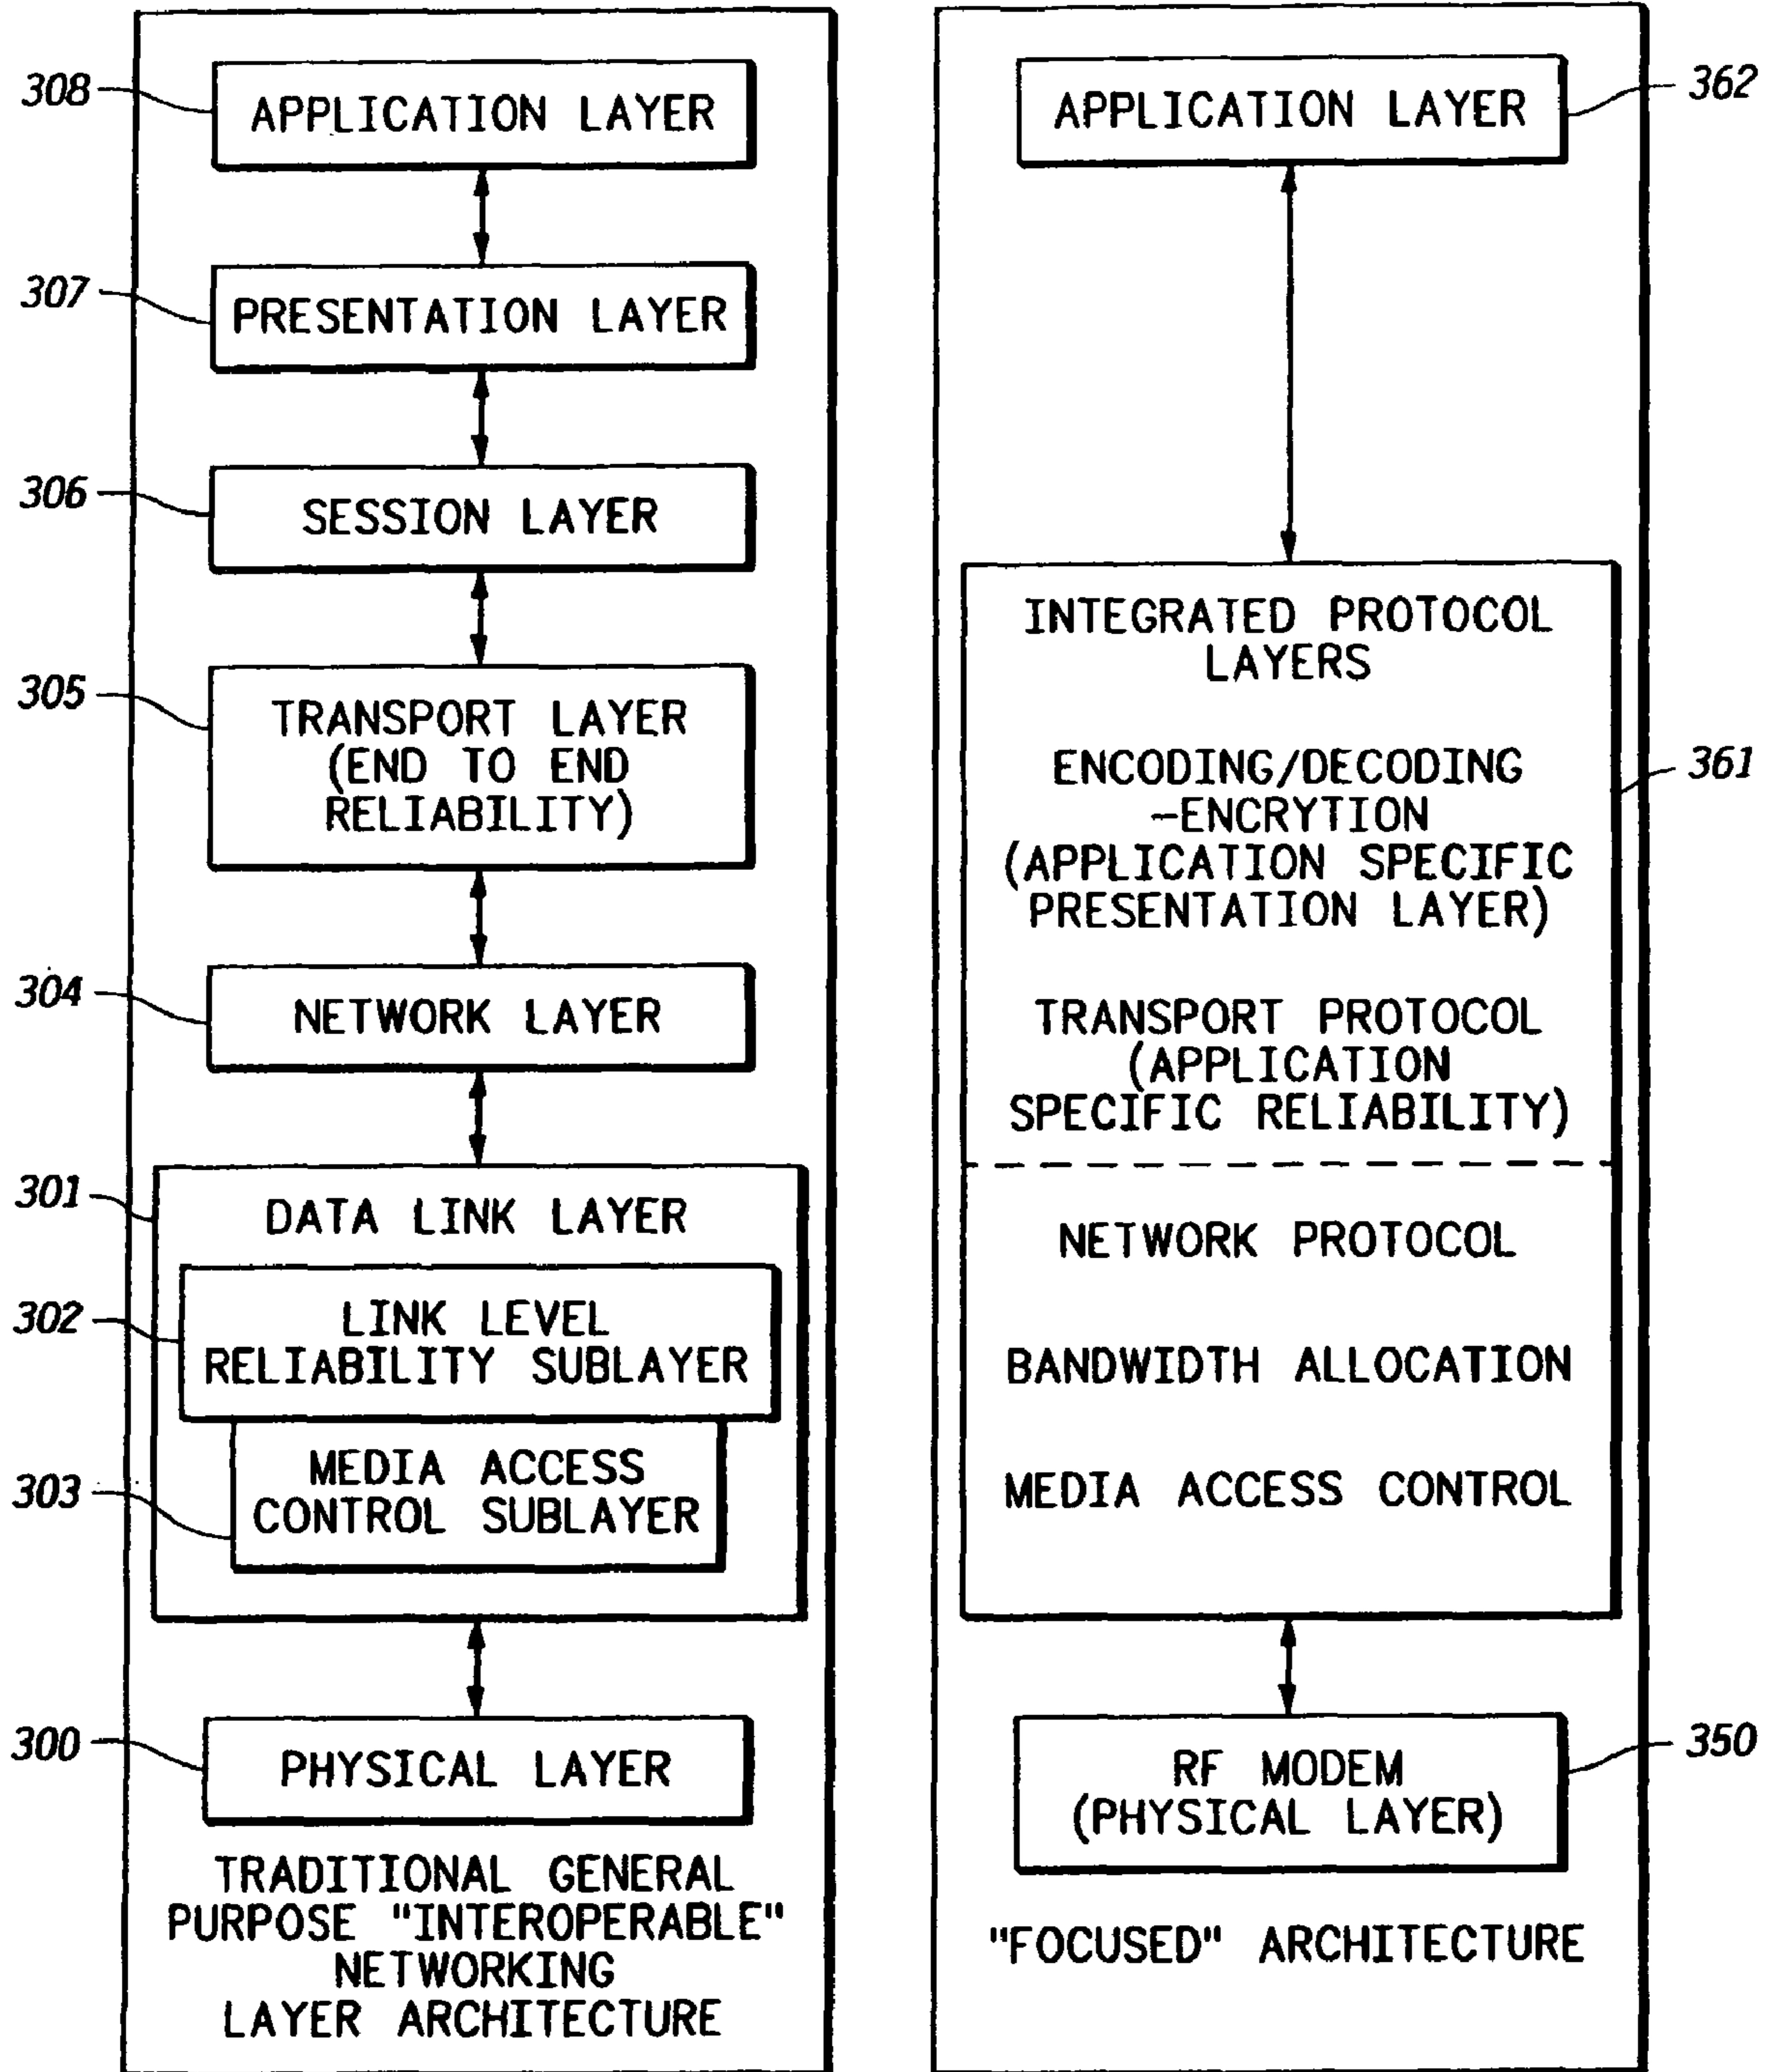 308
APPLICATION LAYER
307
PRESENTATION LAYER
306
SESSION LAYER
305
TRANSPORT LAYER
(END TO END
RELIABILITY)
304
NETWORK LAYER
301
DATA LINK LAYER
302
LINK LEVEL
RELIABILITY SUBLAYER
303
MEDIA ACCESS
CONTROL SUBLAYER
300
PHYSICAL LAYER
TRADITIONAL GENERAL
PURPOSE "INTEROPERABLE"
NETWORKING
LAYER ARCHITECTURE
APPLICATION LAYER
362
INTEGRATED PROTOCOL
LAYERS
ENCODING/DECODING
-ENCRYTION
(APPLICATION SPECIFIC
PRESENTATION LAYER)
361
TRANSPORT PROTOCOL
(APPLICATION
SPECIFIC RELIABILITY)
NETWORK PROTOCOL
BANDWIDTH ALLOCATION
MEDIA ACCESS CONTROL
RF MODEM
(PHYSICAL LAYER)
350
"FOCUSED" ARCHITECTURE